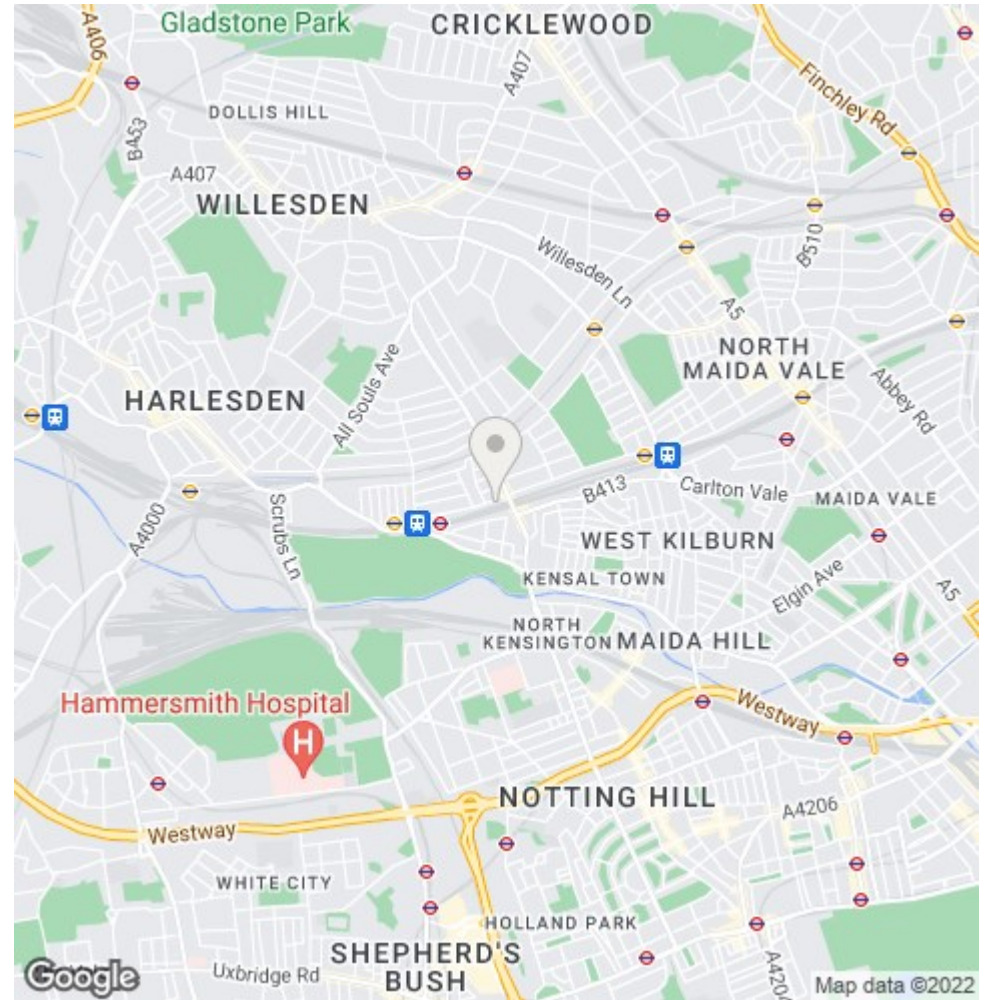 Gladstone Park
CRICKLEWOOD
A406
A407
Finchley Rd
DOLLIS HILL
B453
A407
WILLESDEN
Willesden Ln
B510
A5
NORTH
MAIDA VALE
All Souls Ave
HARLESDEN
Abbey Rd
B413
Carlton Vale
MAIDA VALE
Scrubs Ln
A4000
WEST KILBURN
KENSAL TOWN
Elgin Ave
A5
NORTH
KENSINGTON
MAIDA HILL
Hammersmith Hospital
H
Westway
NOTTING HILL
A4206
Westway
WHITE CITY
HOLLAND PARK
SHEPHERD'S
BUSH
Uxbridge Rd
A4204
Google
Map data ©2022